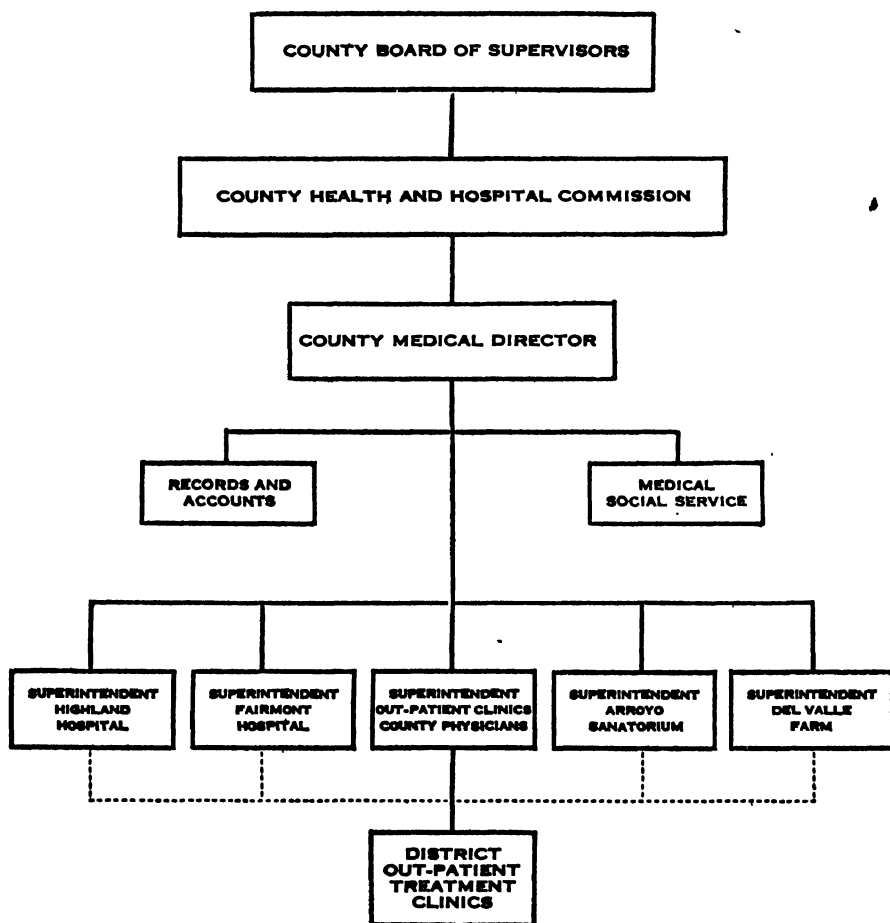 COUNTY BOARD OF SUPERVISORS
COUNTY HEALTH AND HOSPITAL COMMISSION
COUNTY MEDICAL DIRECTOR
RECORDS AND
ACCOUNTS
MEDICAL
SOCIAL SERVICE
SUPERINTENDENT
HIGHLAND
HOSPITAL
SUPERINTENDENT
FAIRMONT
HOSPITAL
SUPERINTENDENT
OUT-PATIENT CLINICS
COUNTY PHYSICIANS
SUPERINTENDENT
ARROYO
SANATORIUM
SUPERINTENDENT
DEL VALLE
FARM
DISTRICT
OUT-PATIENT
TREATMENT
CLINICS